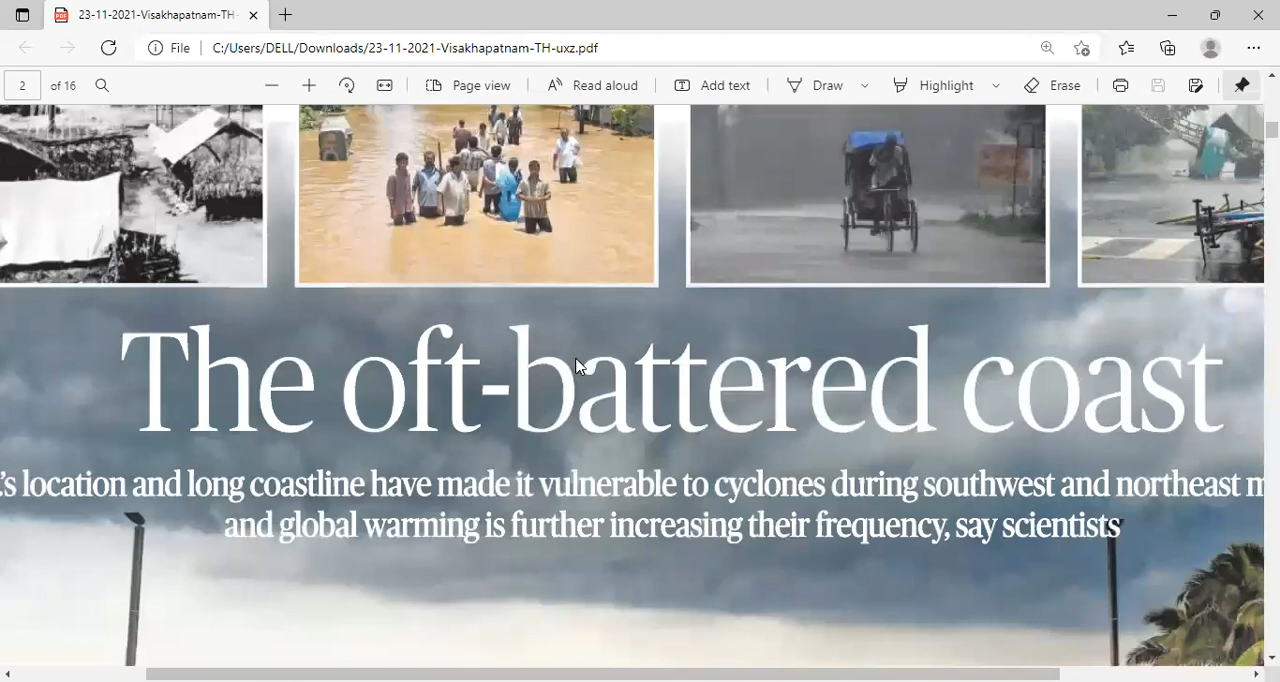 23-11-2021-Visakhapatnam-TH-
File
C:/Users/DELL/Downloads/23-11-2021-Visakhapatnam-TH-uxz.pdf
2 of 16
Page view
Read aloud
Add text
Draw
Highlight
Erase
The oft-battered coast
's location and long coastline have made it vulnerable to cyclones during southwest and northeast m
and global warming is further increasing their frequency, say scientists